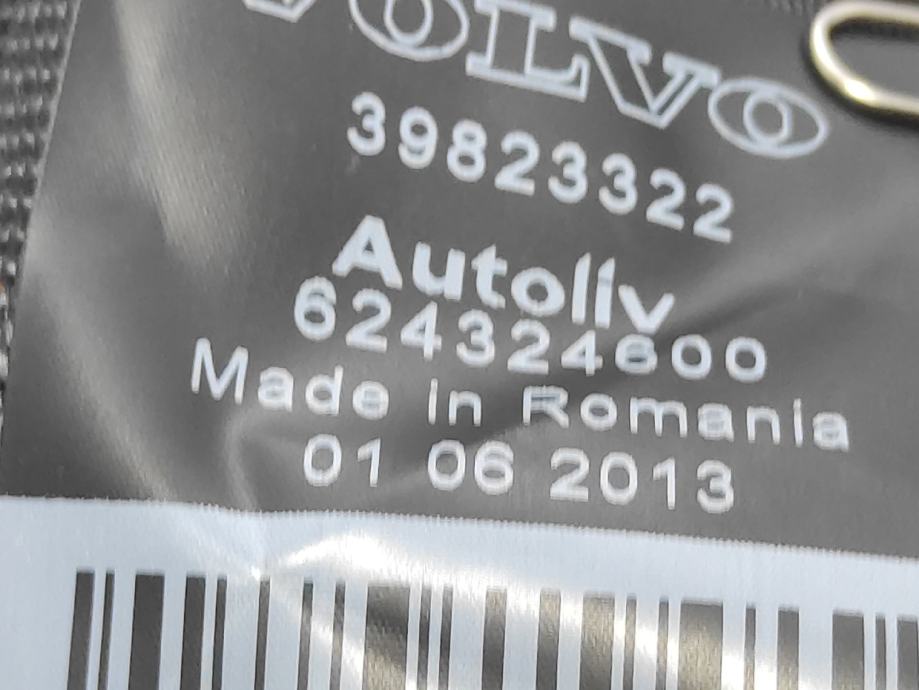 VOLVO
39823322
Autoliv
624324600
Made in Romania
01 06 2013